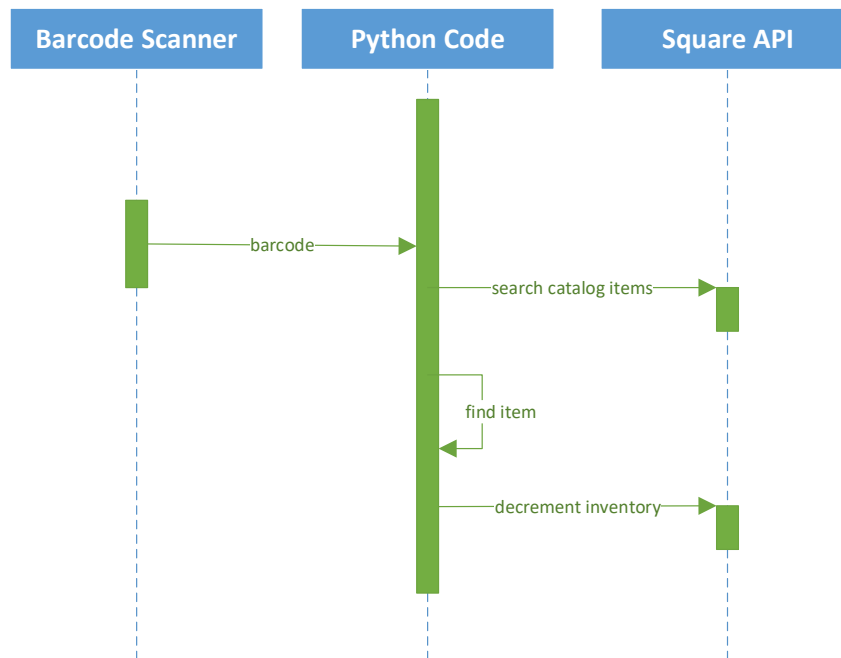 Barcode Scanner
Python Code
Square API
barcode
search catalog items
find item
decrement inventory